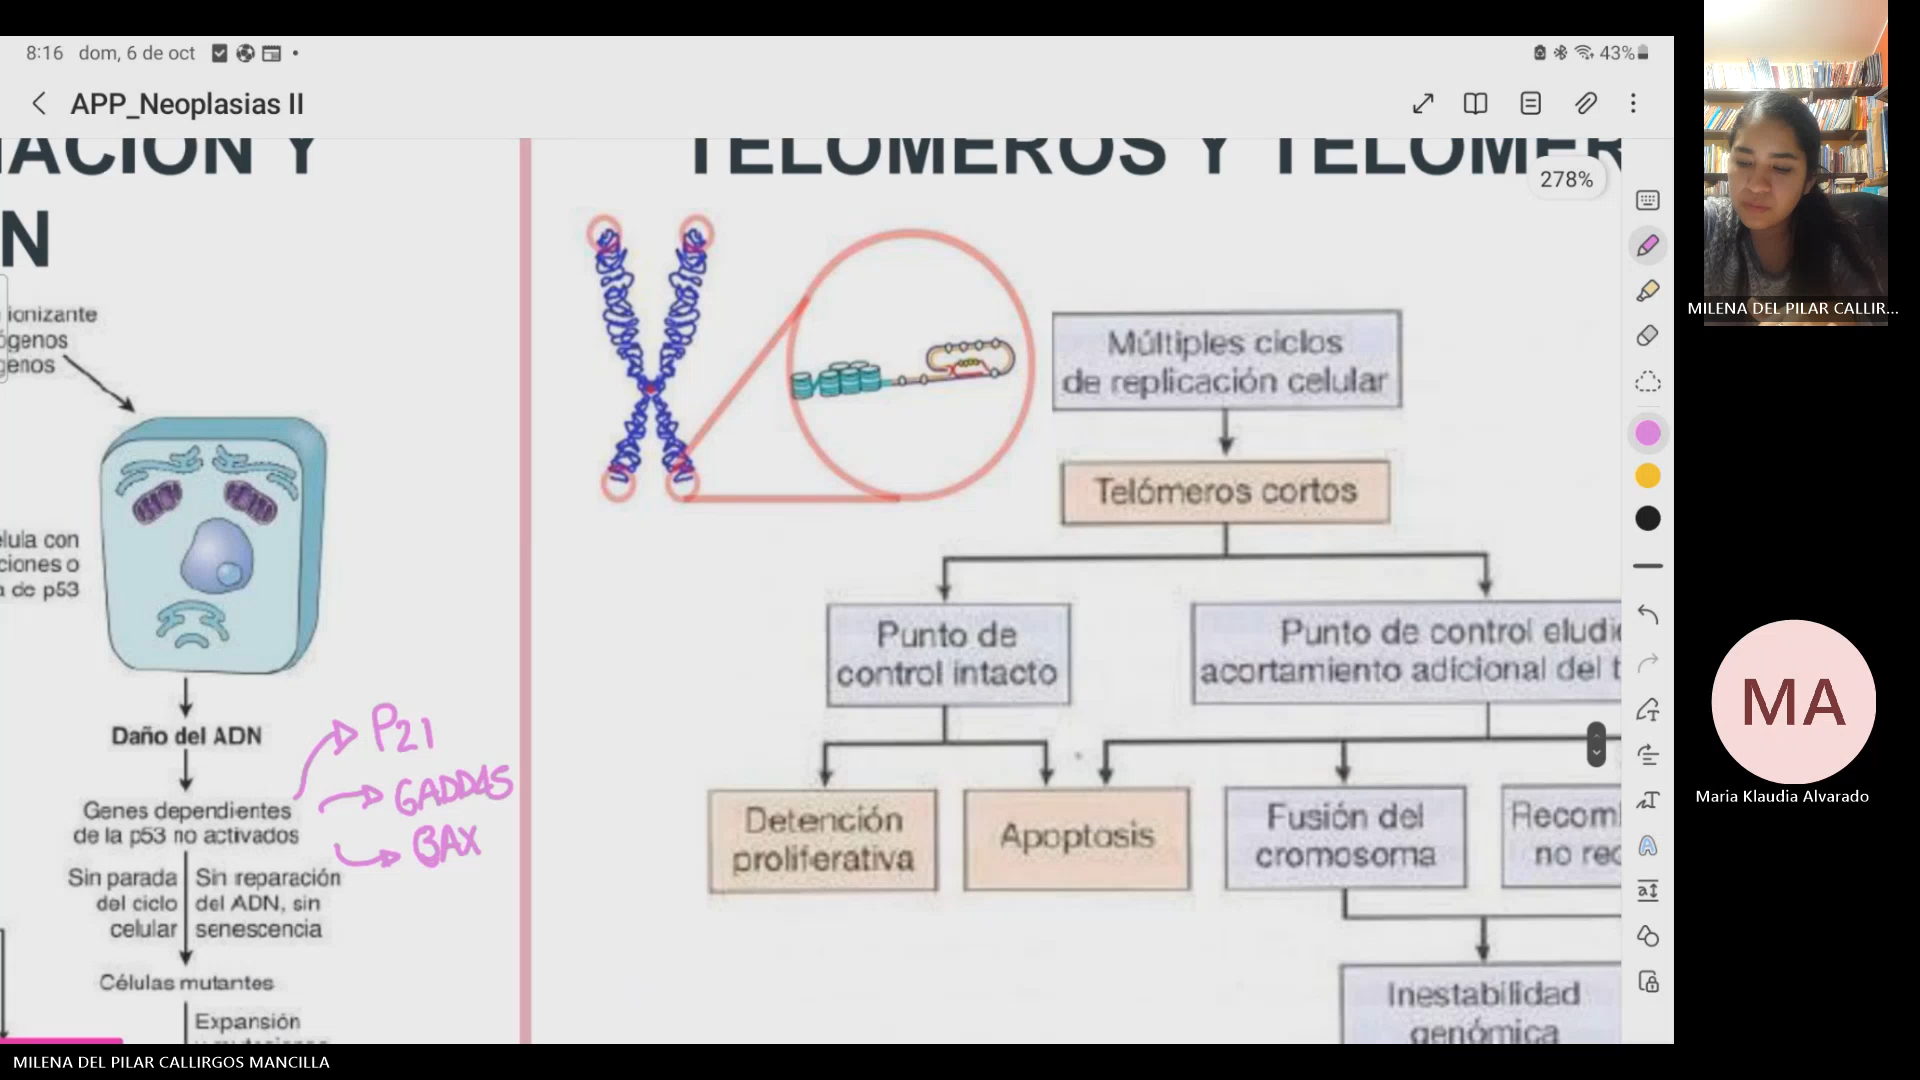 8:16 dom, 6 de oct
43%
APP_Neoplasias II
ACIÓN Y
N
TELÓMEROS Y TELOMER
278%
ionizante
ógenos
genos
lula con
ciones o
de p53
Daño del ADN
P21
GADD45
BAX
Genes dependientes
de la p53 no activados
Sin parada
del ciclo
celular
Sin reparación
del ADN, sin
senescencia
Células mutantes
Expansión
Múltiples ciclos
de replicación celular
Telómeros cortos
Punto de
control intacto
Punto de control eludi
acortamiento adicional del t
Detención
proliferativa
Apoptosis
Fusión del
cromosoma
Recom
no rec
Inestabilidad
genómica
MILENA DEL PILAR CALLIR...
MA
Maria Klaudia Alvarado
MILENA DEL PILAR CALLIRGOS MANCILLA